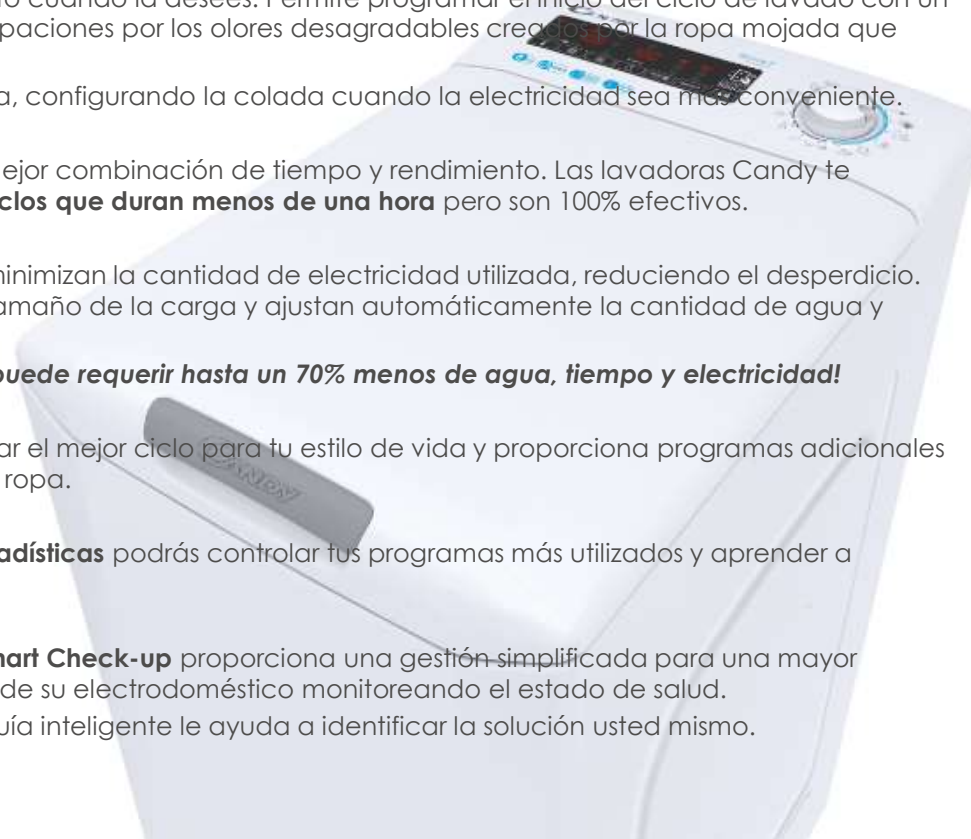 o cuando la desees. Permite programar el inicio del ciclo de lavado con un
paciones por los olores desagradables creados por la ropa mojada que
a, configurando la colada cuando la electricidad sea más conveniente.
ejor combinación de tiempo y rendimiento. Las lavadoras Candy te
clos que duran menos de una hora pero son 100% efectivos.
minimizan la cantidad de electricidad utilizada, reduciendo el desperdicio.
amaño de la carga y ajustan automáticamente la cantidad de agua y
puede requerir hasta un 70% menos de agua, tiempo y electricidad!
ar el mejor ciclo para tu estilo de vida y proporciona programas adicionales
ropa.
adísticas podrás controlar tus programas más utilizados y aprender a
nart Check-up proporciona una gestión simplificada para una mayor
de su electrodoméstico monitoreando el estado de salud.
uía inteligente le ayuda a identificar la solución usted mismo.
CANDY